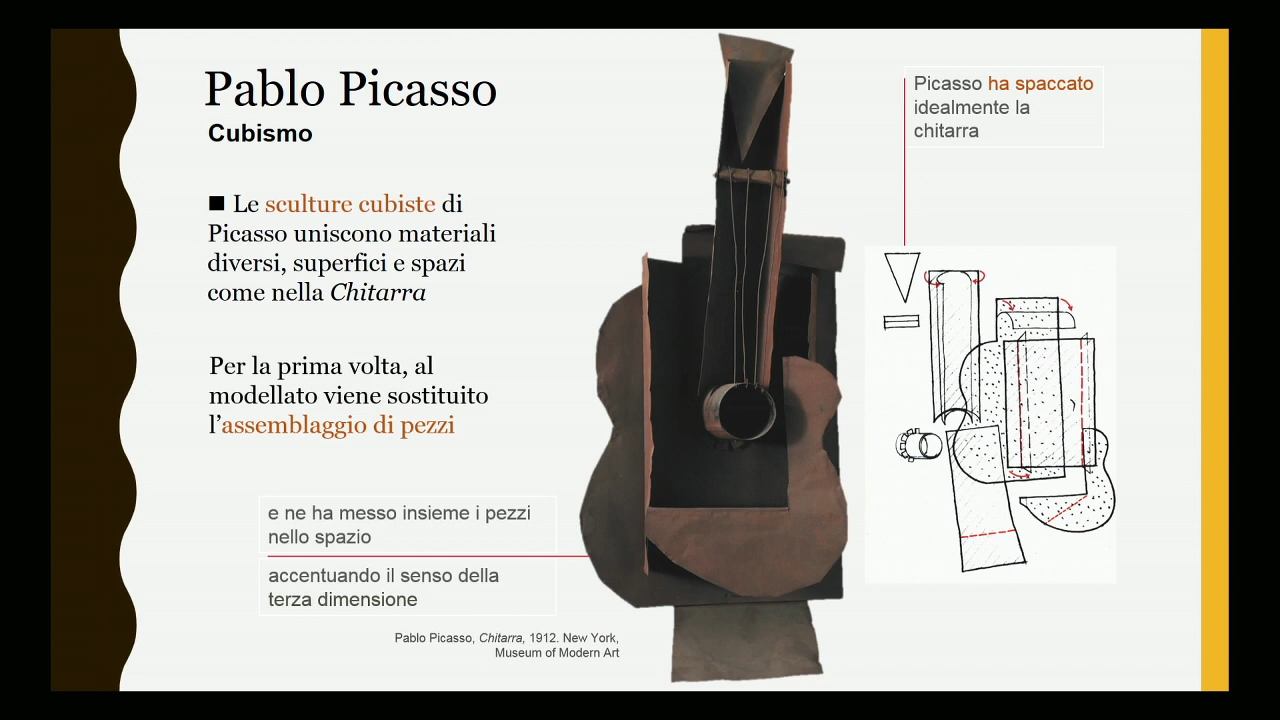 Pablo Picasso
Cubismo
■ Le sculture cubiste di
Picasso uniscono materiali
diversi, superfici e spazi
come nella Chitarra
Per la prima volta, al
modellato viene sostituito
l’assemblaggio di pezzi
e ne ha messo insieme i pezzi
nello spazio
accentuando il senso della
terza dimensione
Pablo Picasso, Chitarra, 1912. New York,
Museum of Modern Art
Picasso ha spaccato
idealmente la
chitarra